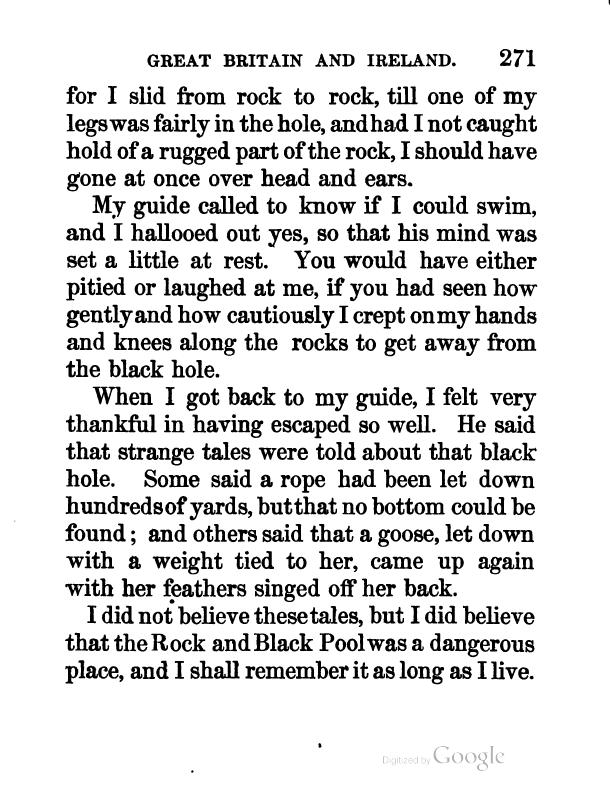 GREAT BRITAIN AND IRELAND. 271
for I slid from rock to rock, till one of my
legs was fairly in the hole, and had I not caught
hold of a rugged part of the rock, I should have
gone at once over head and ears.
My guide called to know if I could swim,
and I hallooed out yes, so that his mind was
set a little at rest. You would have either
pitied or laughed at me, if you had seen how
gently and how cautiously I crept on my hands
and knees along the rocks to get away from
the black hole.
When I got back to my guide, I felt very
thankful in having escaped so well. He said
that strange tales were told about that black
hole. Some said a rope had been let down
hundreds of yards, but that no bottom could be
found; and others said that a goose, let down
with a weight tied to her, came up again
with her feathers singed off her back.
I did not believe these tales, but I did believe
that the Rock and Black Pool was a dangerous
place, and I shall remember it as long as I live.
Digitized by Google